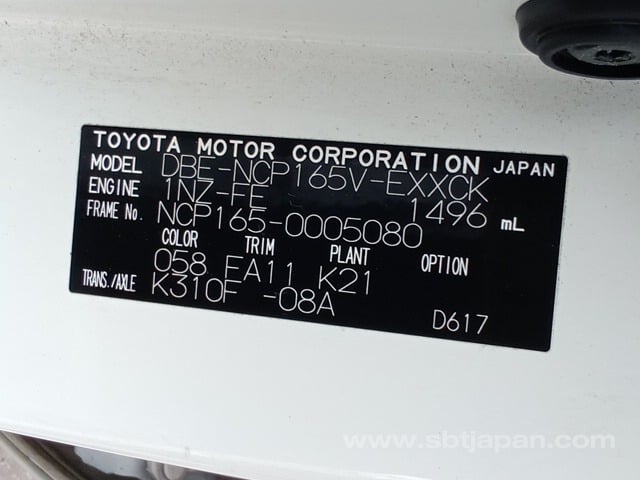 TOYOTA MOTOR CORPORATION JAPAN
MODEL DBE-NCP165V-EXXCK
ENGINE 1NZ-FE 1496 mL
FRAME No. NCP165-0005080
COLOR TRIM PLANT OPTION
058 FA11 K21
TRANS./AXLE K310F -08A
D617
www.sbtjapan.com